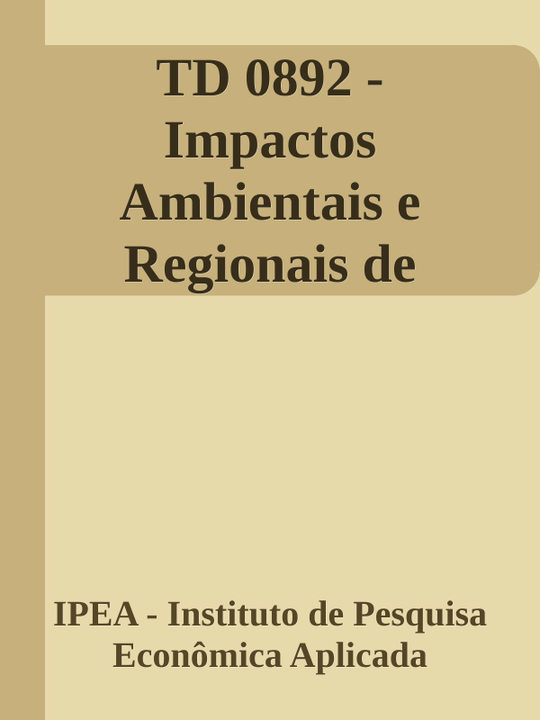 TD 0892 -
Impactos
Ambientais e
Regionais de
IPEA - Instituto de Pesquisa
Econômica Aplicada